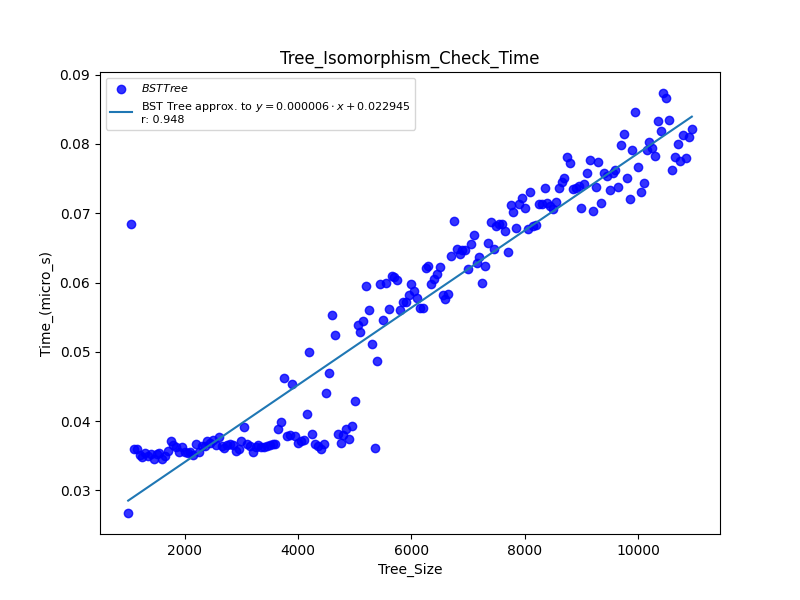 Tree_Isomorphism_Check_Time
BSTTree
BST Tree approx. to y = 0.000006 · x + 0.022945
r: 0.948
0.09
0.08
0.07
0.06
0.05
0.04
0.03
Time_(micro_s)
2000 4000 6000 8000 10000
Tree_Size